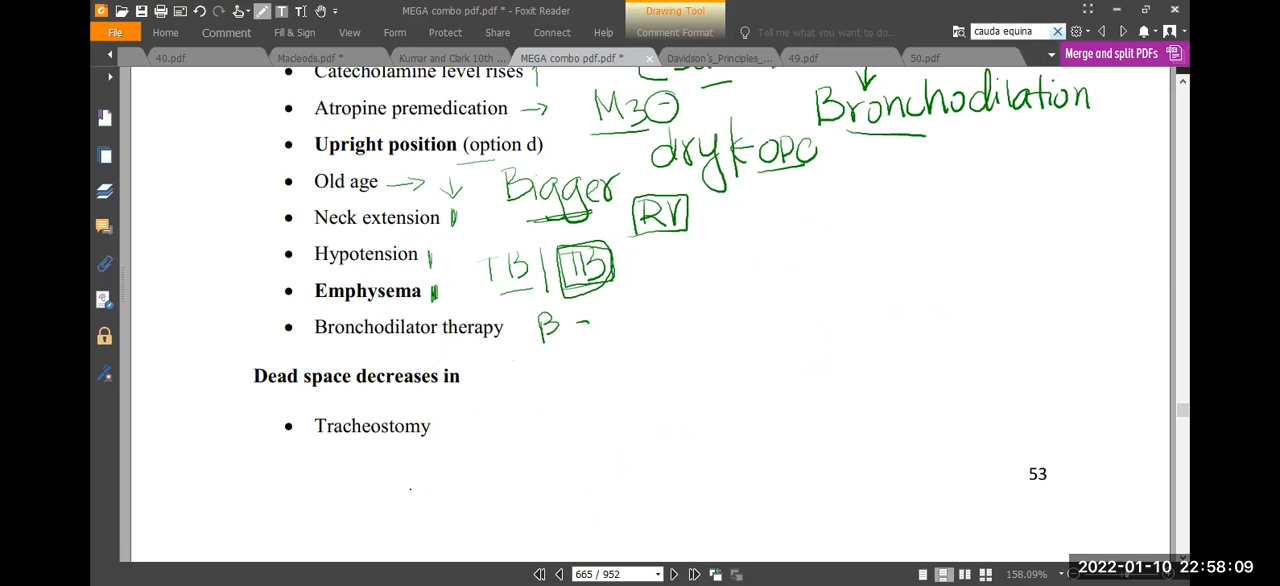 MEGA combo pdf.pdf * - Foxit Reader
Drawing Tool
File Home Comment Fill & Sign View Form Protect Share Connect Help Comment Format Tell me what you want to do... cauda equina
40.pdf Macleods.pdf * Kumar and Clark 10th ... MEGA combo pdf.pdf * Davidson's_Principles_... 49.pdf 50.pdf Merge and split PDFs
• Catecholamine level rises
Bronchodilation
• Atropine premedication → M3
• Upright position (option d)
dry OPC
• Old age → ↓ Bigger
• Neck extension
RV
• Hypotension
TB | TB
• Emphysema
• Bronchodilator therapy β -
Dead space decreases in
• Tracheostomy
53
665 / 952
158.09%
2022-01-10 22:58:09